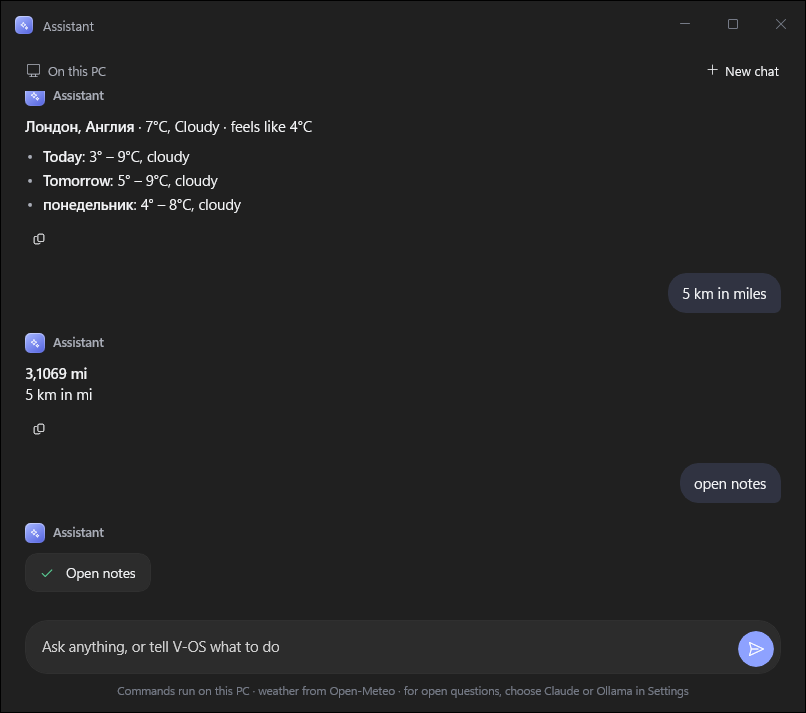 Assistant
On this PC
New chat
Assistant
Лондон, Англия · 7°C, Cloudy · feels like 4°C
• Today: 3° – 9°C, cloudy
• Tomorrow: 5° – 9°C, cloudy
• понедельник: 4° – 8°C, cloudy
5 km in miles
Assistant
3,1069 mi
5 km in mi
open notes
Assistant
Open notes
Ask anything, or tell V-OS what to do
Commands run on this PC · weather from Open-Meteo · for open questions, choose Claude or Ollama in Settings